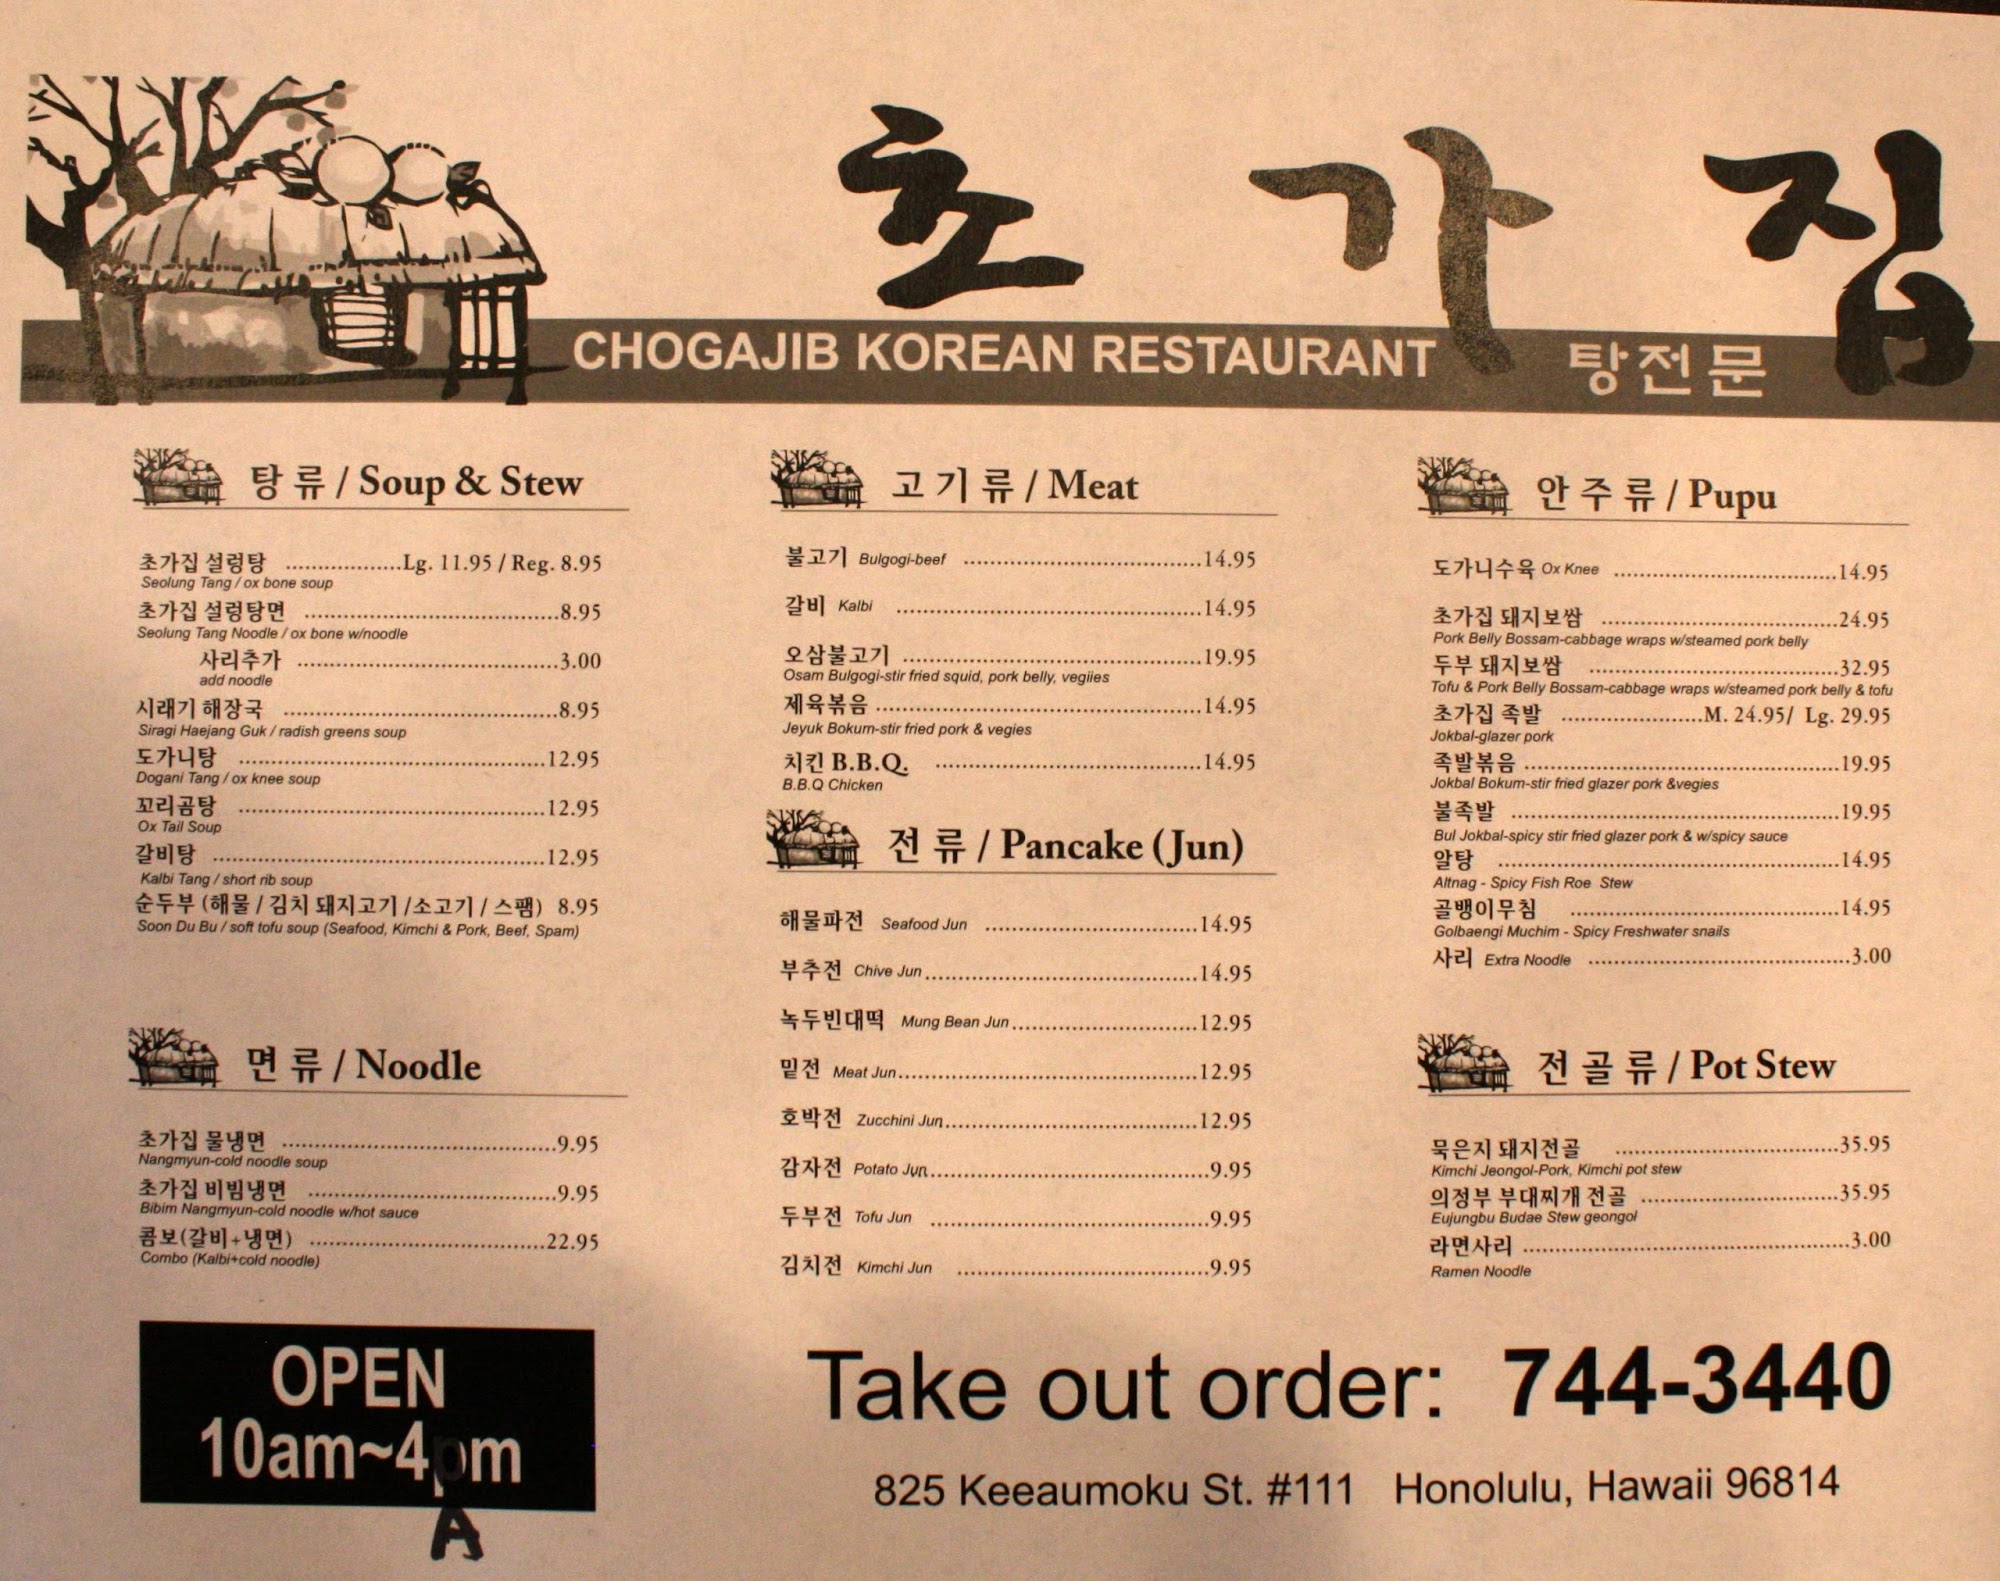 초가집
CHOGAJIB KOREAN RESTAURANT 탕전문
탕류 / Soup & Stew
초가집 설렁탕 ..................Lg. 11.95 / Reg. 8.95
Seolung Tang / ox bone soup
초가집 설렁탕면 .......................................8.95
Seolung Tang Noodle / ox bone w/noodle
사리추가 ........................................3.00
add noodle
시래기 해장국 ..........................................8.95
Siragi Haejang Guk / radish greens soup
도가니탕 ...............................................12.95
Dogani Tang / ox knee soup
꼬리곰탕 ...............................................12.95
Ox Tail Soup
갈비탕 ...................................................12.95
Kalbi Tang / short rib soup
순두부 (해물 / 김치 돼지고기 /소고기 / 스팸) 8.95
Soon Du Bu / soft tofu soup (Seafood, Kimchi & Pork, Beef, Spam)
면류 / Noodle
초가집 물냉면 ..........................................9.95
Nangmyun-cold noodle soup
초가집 비빔냉면 ......................................9.95
Bibim Nangmyun-cold noodle w/hot sauce
콤보(갈비+냉면) ....................................22.95
Combo (Kalbi+cold noodle)
OPEN
10am~4pm
A
고기류 / Meat
불고기 Bulgogi-beef ....................................14.95
갈비 Kalbi ..............................................14.95
오삼불고기 .............................................19.95
Osam Bulgogi-stir fried squid, pork belly, vegiies
제육볶음 .................................................14.95
Jeyuk Bokum-stir fried pork & vegies
치킨 B.B.Q. ........................................14.95
B.B.Q Chicken
전류 / Pancake (Jun)
해물파전 Seafood Jun ................................14.95
부추전 Chive Jun.........................................14.95
녹두빈대떡 Mung Bean Jun............................12.95
밑전 Meat Jun.............................................12.95
호박전 Zucchini Jun......................................12.95
감자전 Potato Jun..........................................9.95
두부전 Tofu Jun ..........................................9.95
김치전 Kimchi Jun ......................................9.95
안주류 / Pupu
도가니수육 Ox Knee ..................................14.95
초가집 돼지보쌈 ....................................24.95
Pork Belly Bossam-cabbage wraps w/steamed pork belly
두부 돼지보쌈 ......................................32.95
Tofu & Pork Belly Bossam-cabbage wraps w/steamed pork belly & tofu
초가집 족발 .....................M. 24.95/ Lg. 29.95
Jokbal-glazer pork
족발볶음 ................................................19.95
Jokbal Bokum-stir fried glazer pork &vegies
불족발 ..................................................19.95
Bul Jokbal-spicy stir fried glazer pork & w/spicy sauce
알탕 ....................................................14.95
Altnag - Spicy Fish Roe Stew
골뱅이무침 .........................................14.95
Golbaengi Muchim - Spicy Freshwater snails
사리 Extra Noodle .......................................3.00
전골류 / Pot Stew
묵은지 돼지전골 ..................................35.95
Kimchi Jeongol-Pork, Kimchi pot stew
의정부 부대찌개 전골 ..............................35.95
Eujungbu Budae Stew geongol
라면사리 .................................................3.00
Ramen Noodle
Take out order: 744-3440
825 Keeaumoku St. #111 Honolulu, Hawaii 96814